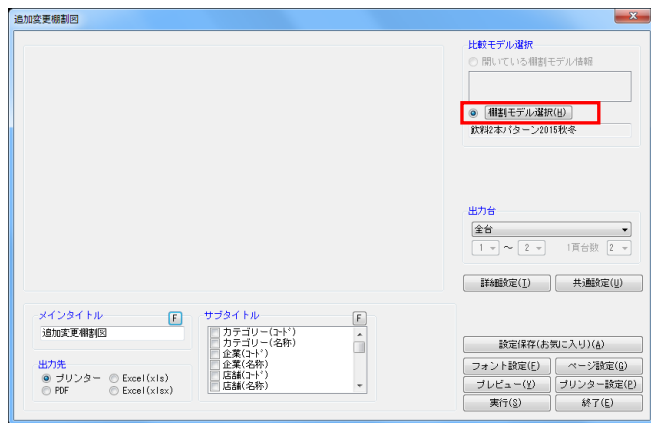 追加変更棚割図
比較モデル選択
開いている棚割モデル情報
棚割モデル選択(H)
飲料2本パターン2015秋冬
出力台
全台
1 ～ 2 1頁台数 2
詳細設定(T) 共通設定(U)
メインタイトル F
追加変更棚割図
サブタイトル F
カテゴリー(コード)
カテゴリー(名称)
企業(コード)
企業(名称)
店舗(コード)
店舗(名称)
出力先
プリンター Excel(xls)
PDF Excel(xlsx)
設定保存(お気に入り)(A)
フォント設定(F) ページ設定(G)
プレビュー(V) プリンター設定(P)
実行(S) 終了(E)